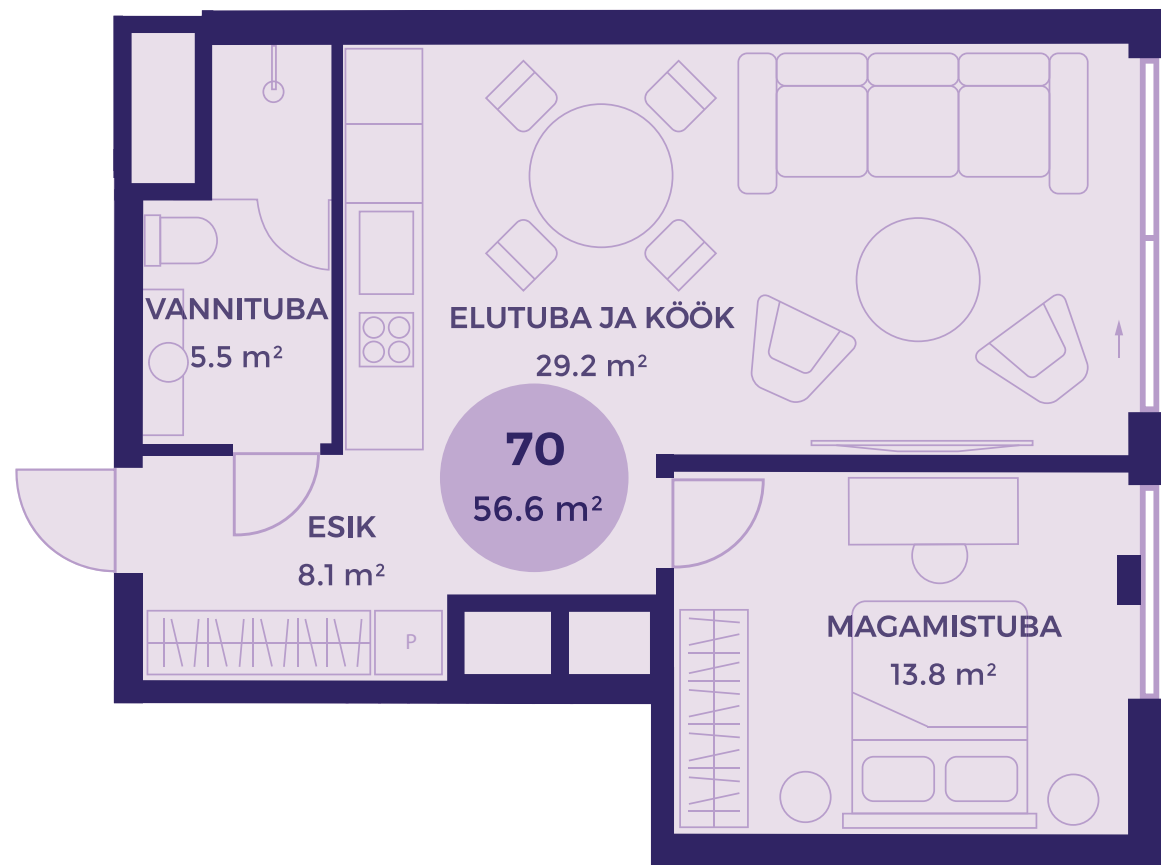 VANNITUBA
5.5 m²
ELUTUBA JA KÖÖK
29.2 m²
70
56.6 m²
ESIK
8.1 m²
P
MAGAMISTUBA
13.8 m²